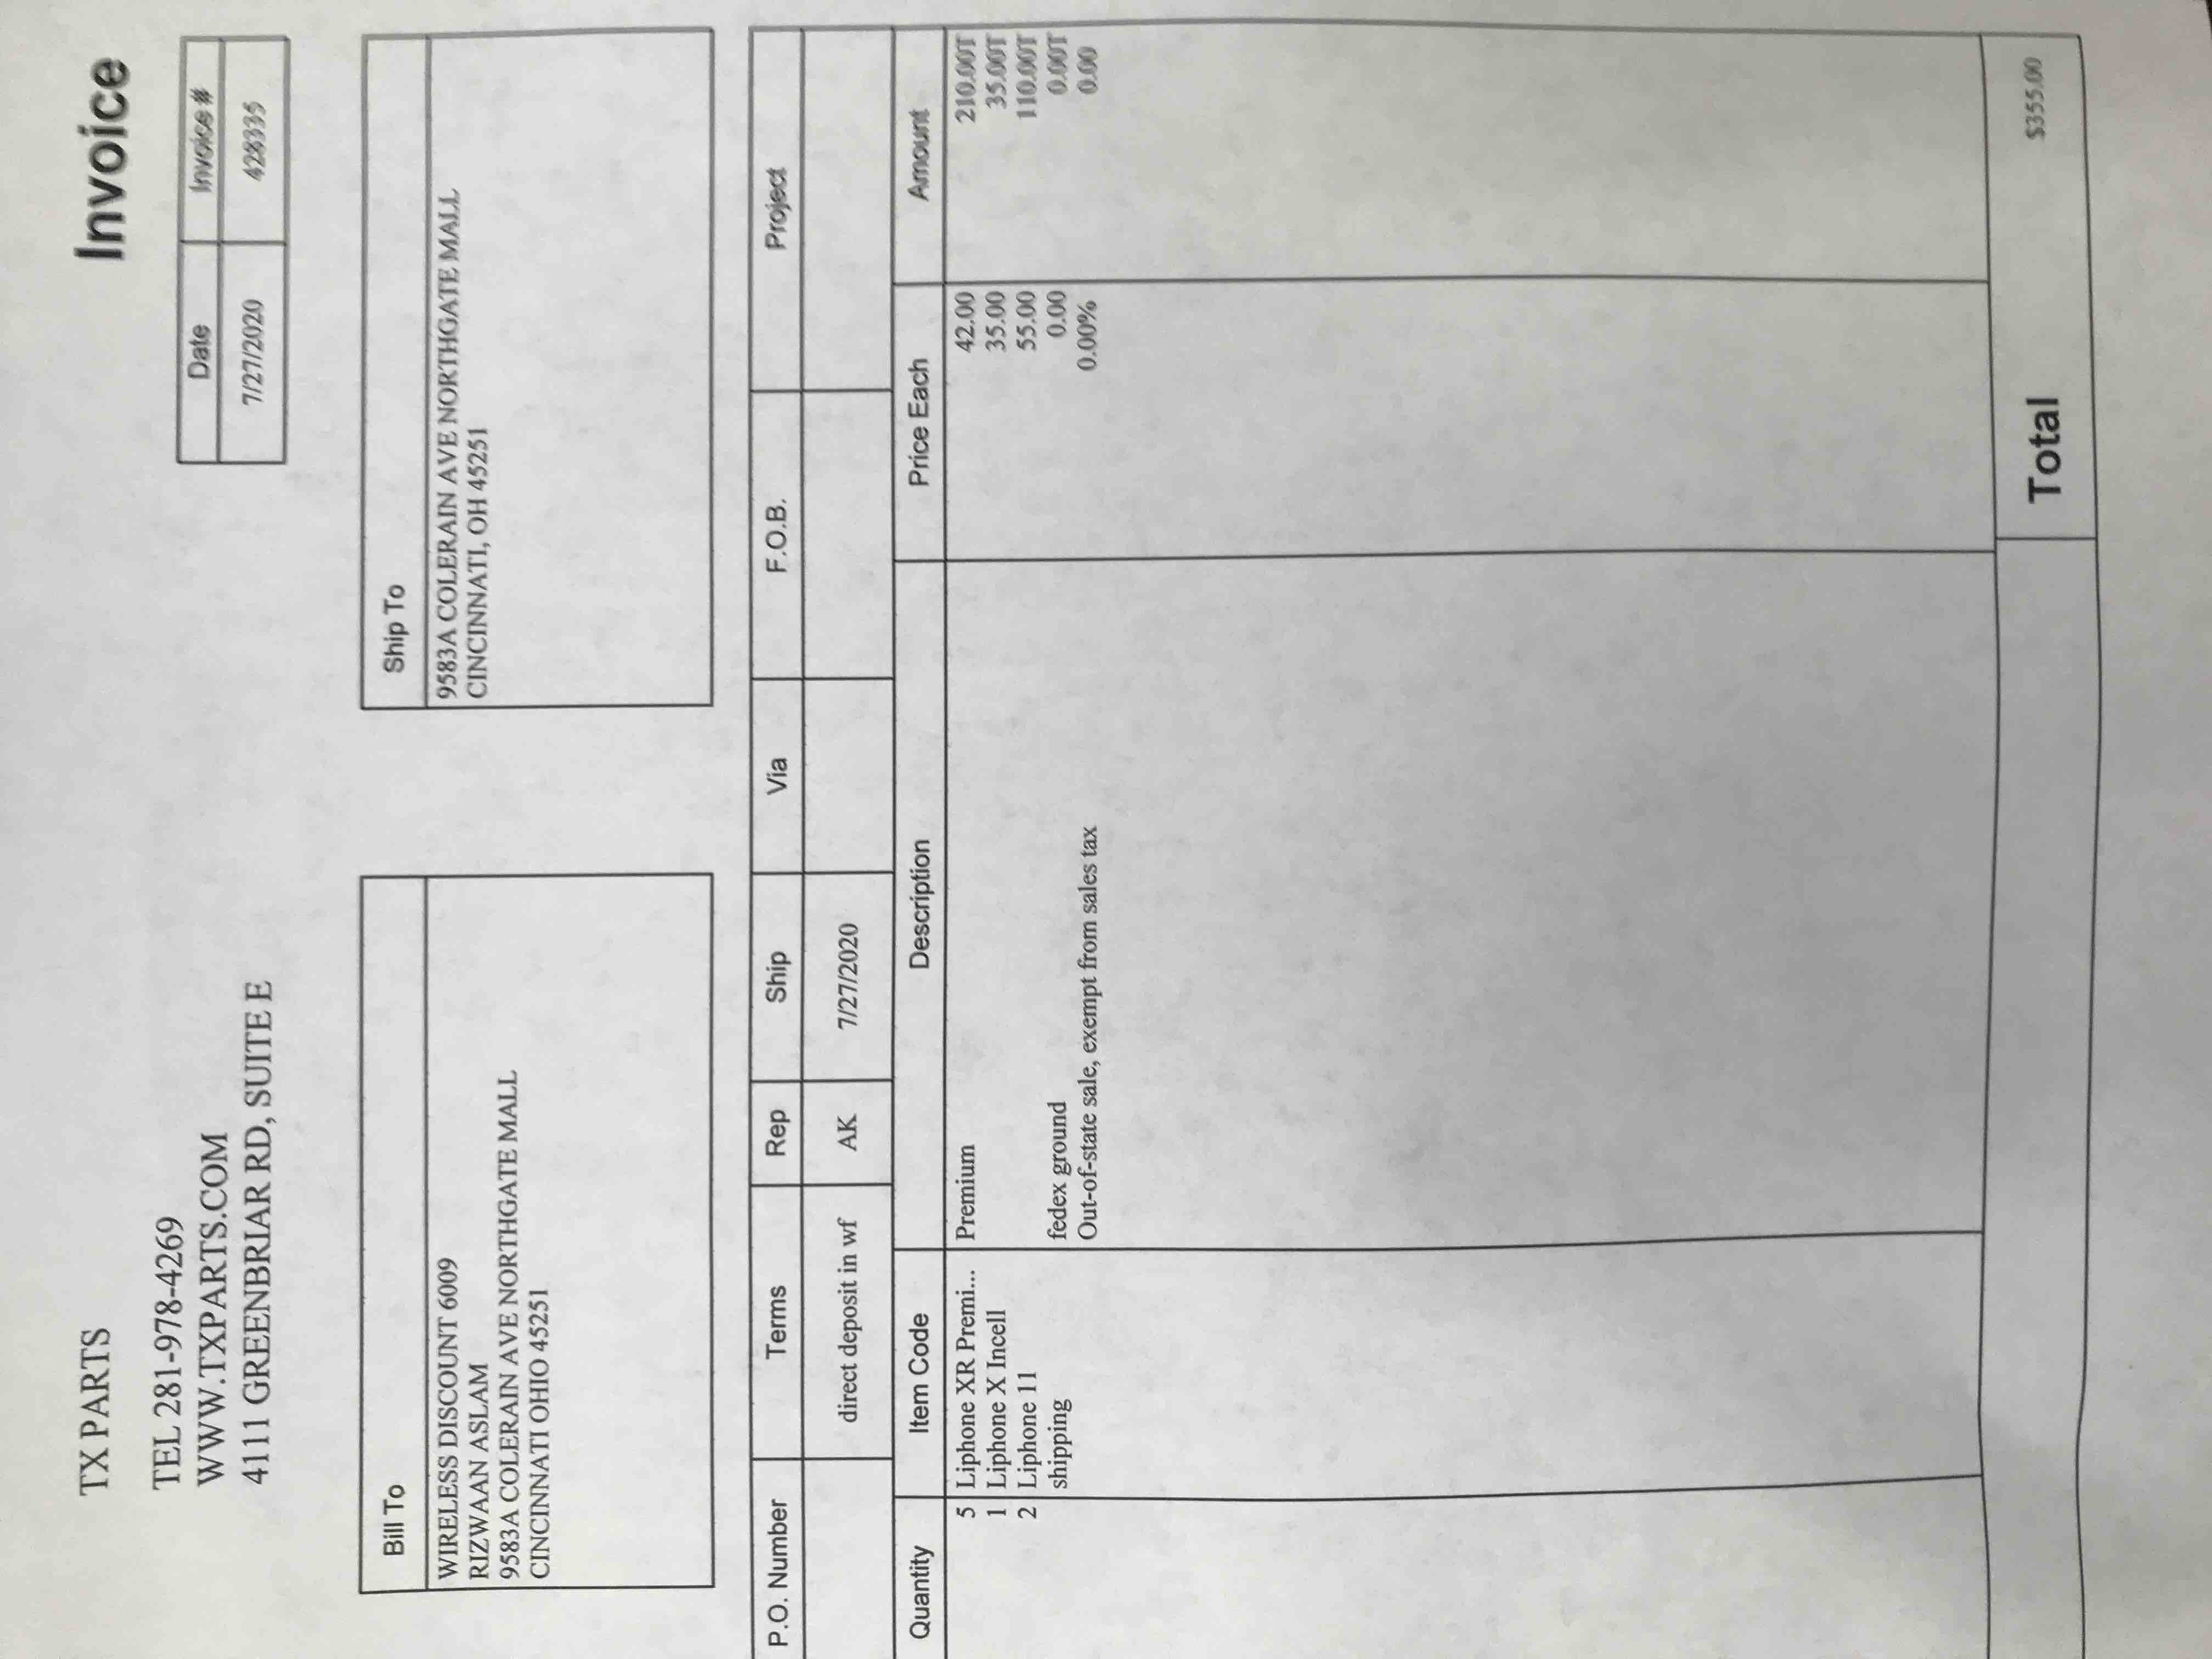 TX PARTS
Invoice
TEL 281-978-4269
WWW.TXPARTS.COM
4111 GREENBRIAR RD, SUITE E
Date Invoice #
7/27/2020 428335
Bill To
WIRELESS DISCOUNT 6009
RIZWAAN ASLAM
9583A COLERAIN AVE NORTHGATE MALL
CINCINNATI OHIO 45251
Ship To
9583A COLERAIN AVE NORTHGATE MALL
CINCINNATI, OH 45251
P.O. Number Terms Rep Ship Via F.O.B. Project
direct deposit in wf AK 7/27/2020
Quantity Item Code Description Price Each Amount
5 Liphone XR Premi... Premium 42.00 210.00T
1 Liphone X Incell 35.00 35.00T
2 Liphone 11 55.00 110.00T
shipping fedex ground 0.00 0.00T
Out-of-state sale, exempt from sales tax 0.00% 0.00
Total $355.00